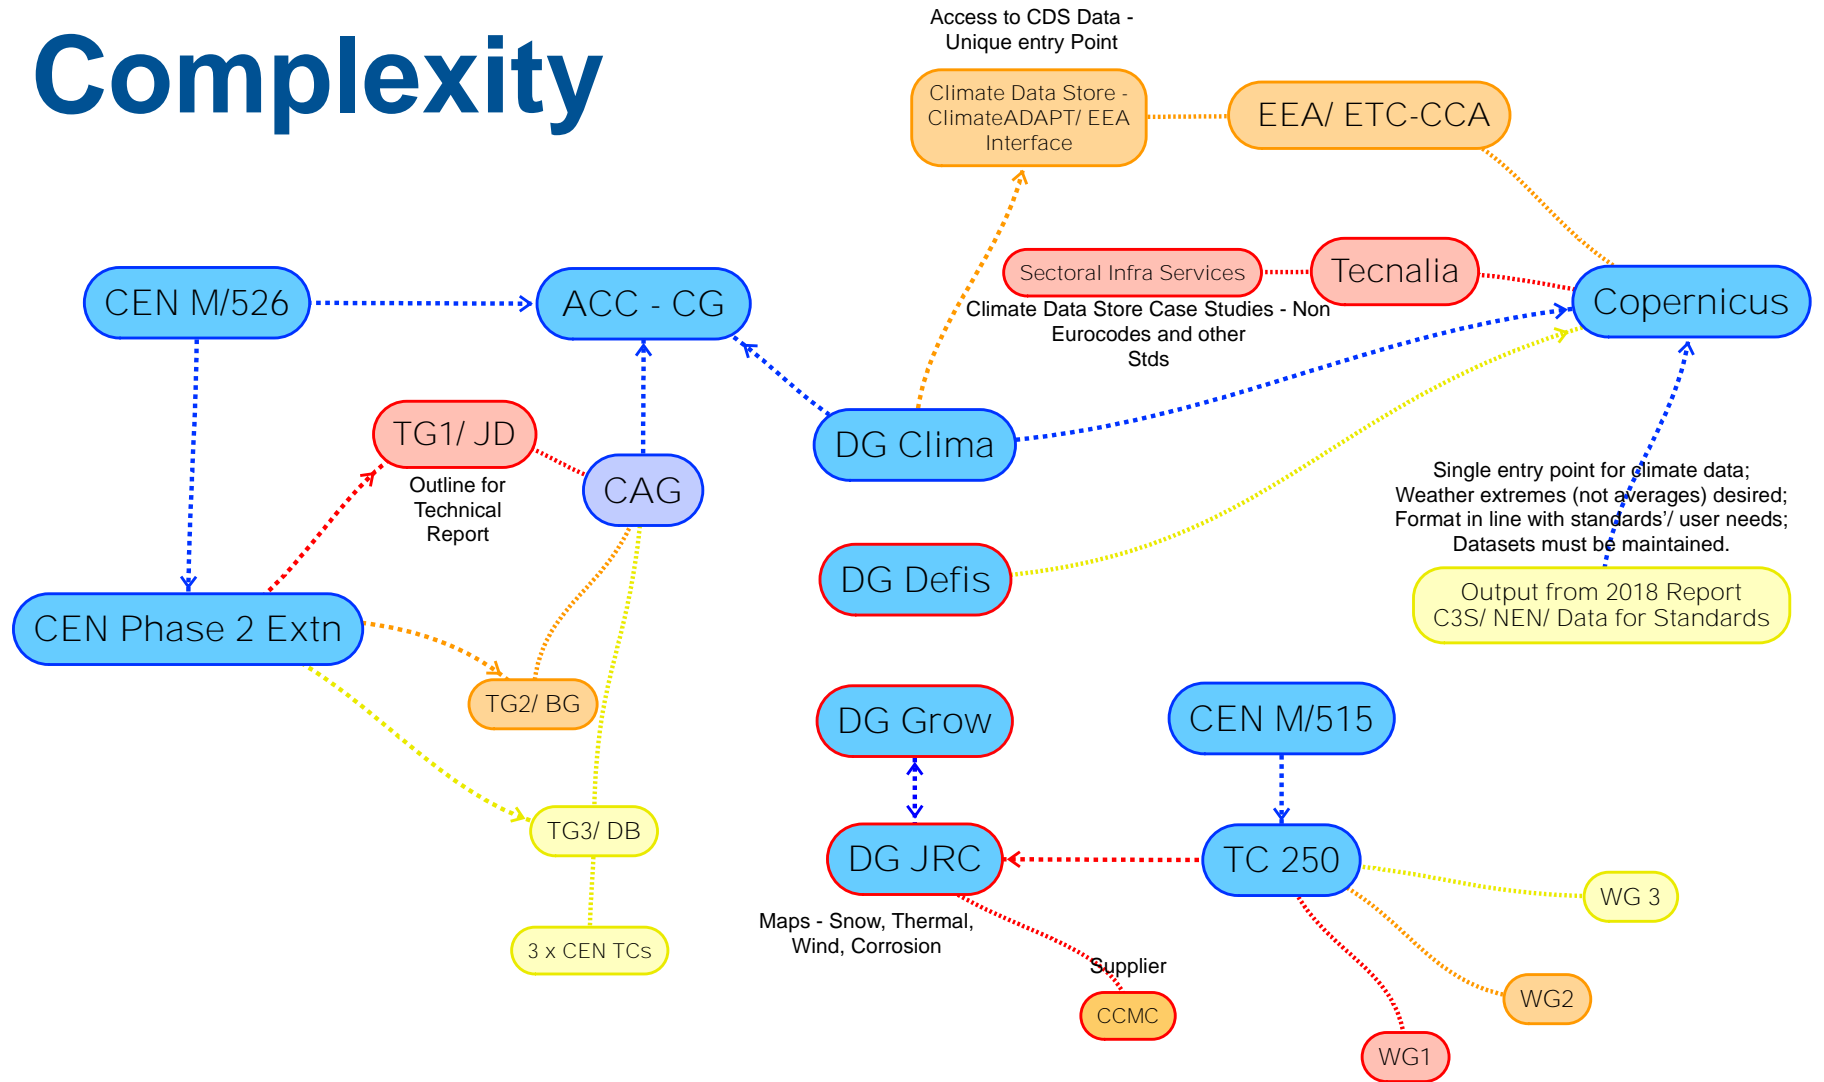 Complexity
Access to CDS Data -
Unique entry Point
Climate Data Store -
ClimateADAPT/ EEA
Interface
EEA/ ETC-CCA
Sectoral Infra Services
Tecnalia
Copernicus
Climate Data Store Case Studies - Non
Eurocodes and other
Stds
CEN M/526
ACC - CG
TG1/ JD
Outline for
Technical
Report
CAG
DG Clima
Single entry point for climate data;
Weather extremes (not averages) desired;
Format in line with standards’/ user needs;
Datasets must be maintained.
DG Defis
Output from 2018 Report
C3S/ NEN/ Data for Standards
CEN Phase 2 Extn
TG2/ BG
DG Grow
CEN M/515
TG3/ DB
DG JRC
TC 250
3 x CEN TCs
Maps - Snow, Thermal,
Wind, Corrosion
WG 3
Supplier
CCMC
WG2
WG1